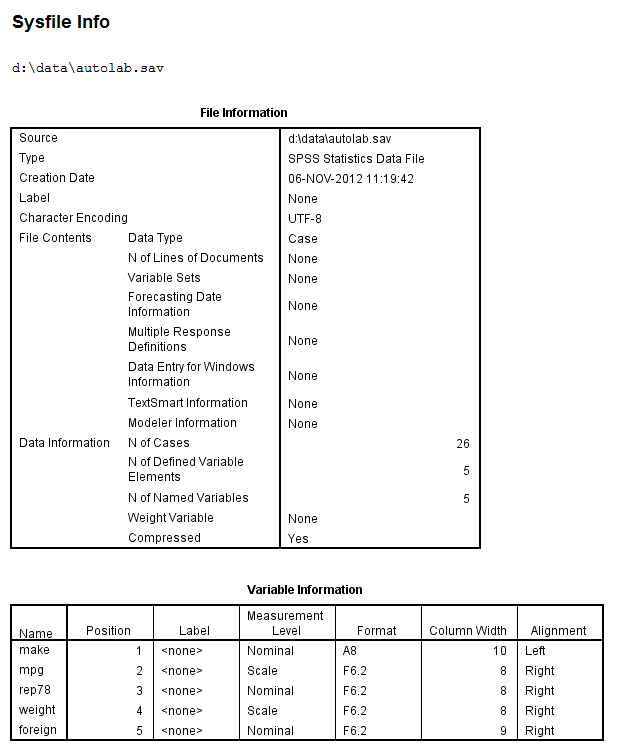 Sysfile Info
d:\data\autolab.sav
File Information
Source d:\data\autolab.sav
Type SPSS Statistics Data File
Creation Date 06-NOV-2012 11:19:42
Label None
Character Encoding UTF-8
File Contents Data Type Case
N of Lines of Documents None
Variable Sets None
Forecasting Date
Information None
Multiple Response
Definitions None
Data Entry for Windows
Information None
TextSmart Information None
Modeler Information None
Data Information N of Cases 26
N of Defined Variable
Elements 5
N of Named Variables 5
Weight Variable None
Compressed Yes
Variable Information
Name Position Label Measurement Level Format Column Width Alignment
make 1 <none> Nominal A8 10 Left
mpg 2 <none> Scale F6.2 8 Right
rep78 3 <none> Nominal F6.2 8 Right
weight 4 <none> Scale F6.2 8 Right
foreign 5 <none> Nominal F6.2 9 Right